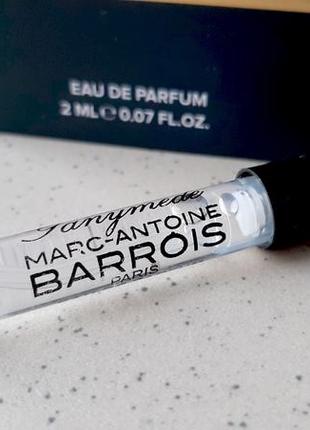 EAU DE PARFUM
2 ML ℮ 0.07 FL.OZ.
Ganymede
MARC-ANTOINE
BARROIS
PARIS